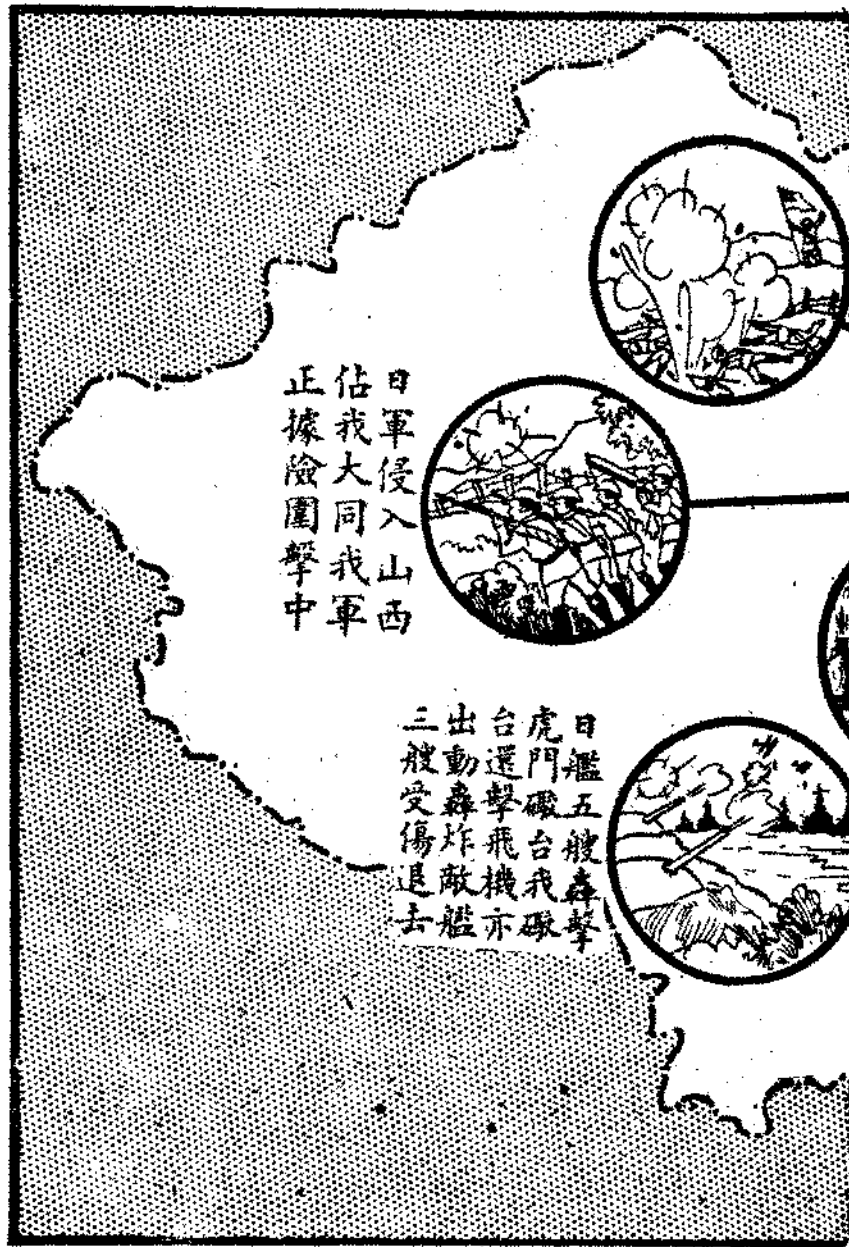 日軍侵入山西
佔我大同我軍
正據險圍擊中
日艦五艘轟擊
虎門礮台我礮
台還擊飛機亦
出動轟炸敵艦
三艘受傷退去